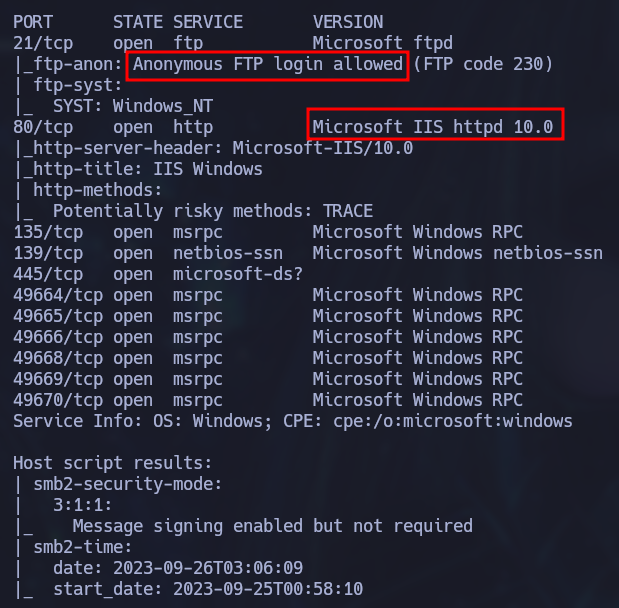 PORT      STATE SERVICE       VERSION
21/tcp    open  ftp           Microsoft ftpd
|_ftp-anon: Anonymous FTP login allowed (FTP code 230)
| ftp-syst:
|_  SYST: Windows_NT
80/tcp    open  http          Microsoft IIS httpd 10.0
|_http-server-header: Microsoft-IIS/10.0
|_http-title: IIS Windows
| http-methods:
|_  Potentially risky methods: TRACE
135/tcp   open  msrpc         Microsoft Windows RPC
139/tcp   open  netbios-ssn   Microsoft Windows netbios-ssn
445/tcp   open  microsoft-ds?
49664/tcp open  msrpc         Microsoft Windows RPC
49665/tcp open  msrpc         Microsoft Windows RPC
49666/tcp open  msrpc         Microsoft Windows RPC
49668/tcp open  msrpc         Microsoft Windows RPC
49669/tcp open  msrpc         Microsoft Windows RPC
49670/tcp open  msrpc         Microsoft Windows RPC
Service Info: OS: Windows; CPE: cpe:/o:microsoft:windows

Host script results:
| smb2-security-mode:
|   3:1:1:
|_    Message signing enabled but not required
| smb2-time:
|   date: 2023-09-26T03:06:09
|_  start_date: 2023-09-25T00:58:10